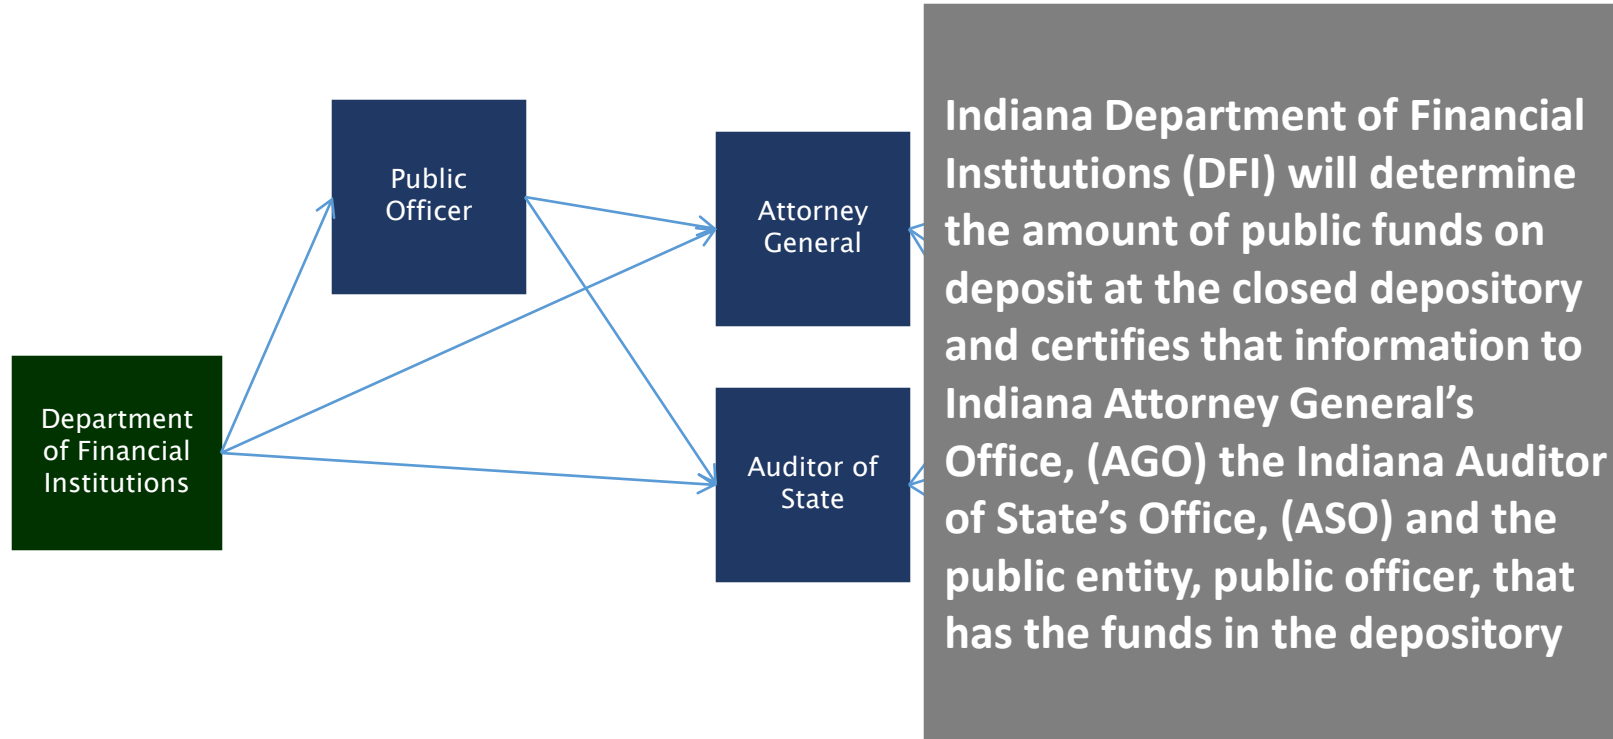 Public
Officer
Attorney
General
Department
of Financial
Institutions
Auditor of
State
Indiana Department of Financial
Institutions (DFI) will determine
the amount of public funds on
deposit at the closed depository
and certifies that information to
Indiana Attorney General’s
Office, (AGO) the Indiana Auditor
of State’s Office, (ASO) and the
public entity, public officer, that
has the funds in the depository